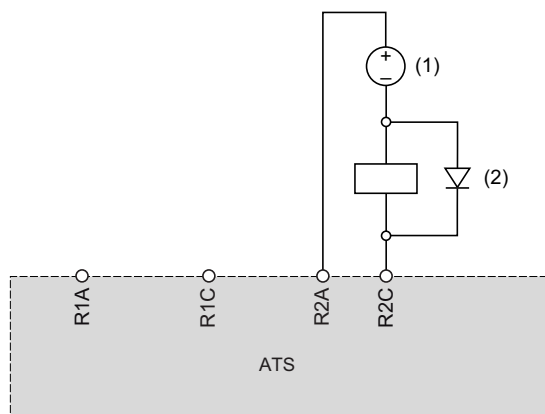 +
(1)
−
(2)
R1A
R1C
R2A
R2C
ATS